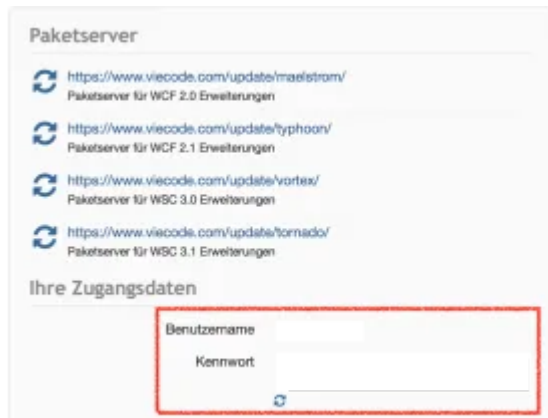 Paketserver
https://www.viecode.com/update/maelstrom/
Paketserver für WCF 2.0 Erweiterungen
https://www.viecode.com/update/typhoon/
Paketserver für WCF 2.1 Erweiterungen
https://www.viecode.com/update/vortex/
Paketserver für WSC 3.0 Erweiterungen
https://www.viecode.com/update/tornado/
Paketserver für WSC 3.1 Erweiterungen
Ihre Zugangsdaten
Benutzername
Kennwort